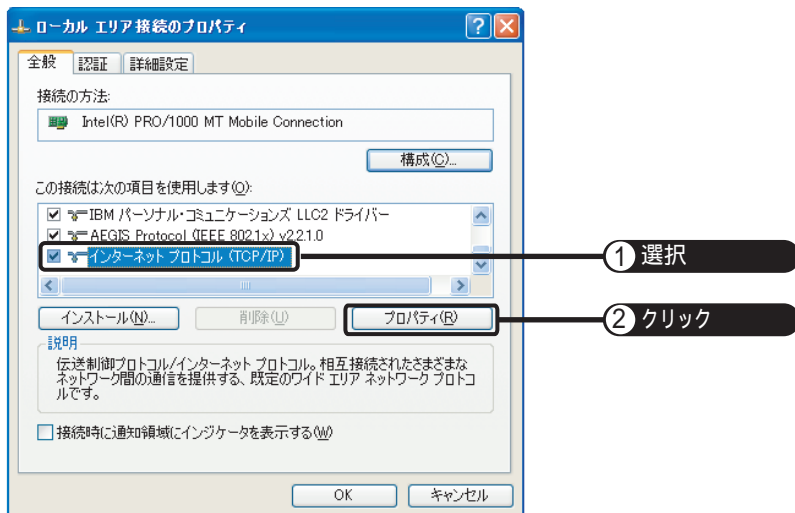 ローカル エリア接続のプロパティ
全般 認証 詳細設定
接続の方法:
Intel(R) PRO/1000 MT Mobile Connection
構成(C)...
この接続は次の項目を使用します(O):
IBM パーソナル・コミュニケーションズ LLC2 ドライバー
AEGIS Protocol (IEEE 802.1x) v2.2.1.0
インターネット プロトコル (TCP/IP)
① 選択
インストール(N)... 削除(U) プロパティ(R)
② クリック
説明
伝送制御プロトコル/インターネット プロトコル。相互接続されたさまざまな
ネットワーク間の通信を提供する、既定のワイド エリア ネットワーク プロトコ
ルです。
接続時に通知領域にインジケータを表示する(W)
OK キャンセル